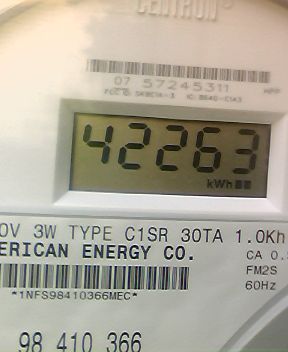 CENTRON
07 57245311
42263
kWh
0V 3W TYPE C1SR 30TA 1.0Kh
ERICAN ENERGY CO.
CA 0.
FM2S
*1NFS98410366MEC*
60Hz
98 410 366